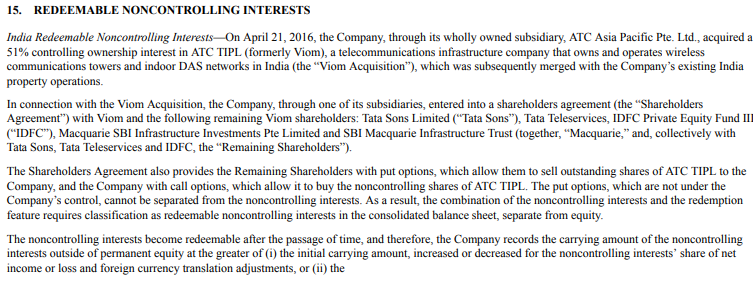 15. REDEEMABLE NONCONTROLLING INTERESTS
India Redeemable Noncontrolling Interests—On April 21, 2016, the Company, through its wholly owned subsidiary, ATC Asia Pacific Pte. Ltd., acquired a
51% controlling ownership interest in ATC TIPL (formerly Viom), a telecommunications infrastructure company that owns and operates wireless
communications towers and indoor DAS networks in India (the “Viom Acquisition”), which was subsequently merged with the Company’s existing India
property operations.
In connection with the Viom Acquisition, the Company, through one of its subsidiaries, entered into a shareholders agreement (the “Shareholders
Agreement”) with Viom and the following remaining Viom shareholders: Tata Sons Limited (“Tata Sons”), Tata Teleservices, IDFC Private Equity Fund III
(“IDFC”), Macquarie SBI Infrastructure Investments Pte Limited and SBI Macquarie Infrastructure Trust (together, “Macquarie,” and, collectively with
Tata Sons, Tata Teleservices and IDFC, the “Remaining Shareholders”).
The Shareholders Agreement also provides the Remaining Shareholders with put options, which allow them to sell outstanding shares of ATC TIPL to the
Company, and the Company with call options, which allow it to buy the noncontrolling shares of ATC TIPL. The put options, which are not under the
Company’s control, cannot be separated from the noncontrolling interests. As a result, the combination of the noncontrolling interests and the redemption
feature requires classification as redeemable noncontrolling interests in the consolidated balance sheet, separate from equity.
The noncontrolling interests become redeemable after the passage of time, and therefore, the Company records the carrying amount of the noncontrolling
interests outside of permanent equity at the greater of (i) the initial carrying amount, increased or decreased for the noncontrolling interests’ share of net
income or loss and foreign currency translation adjustments, or (ii) the